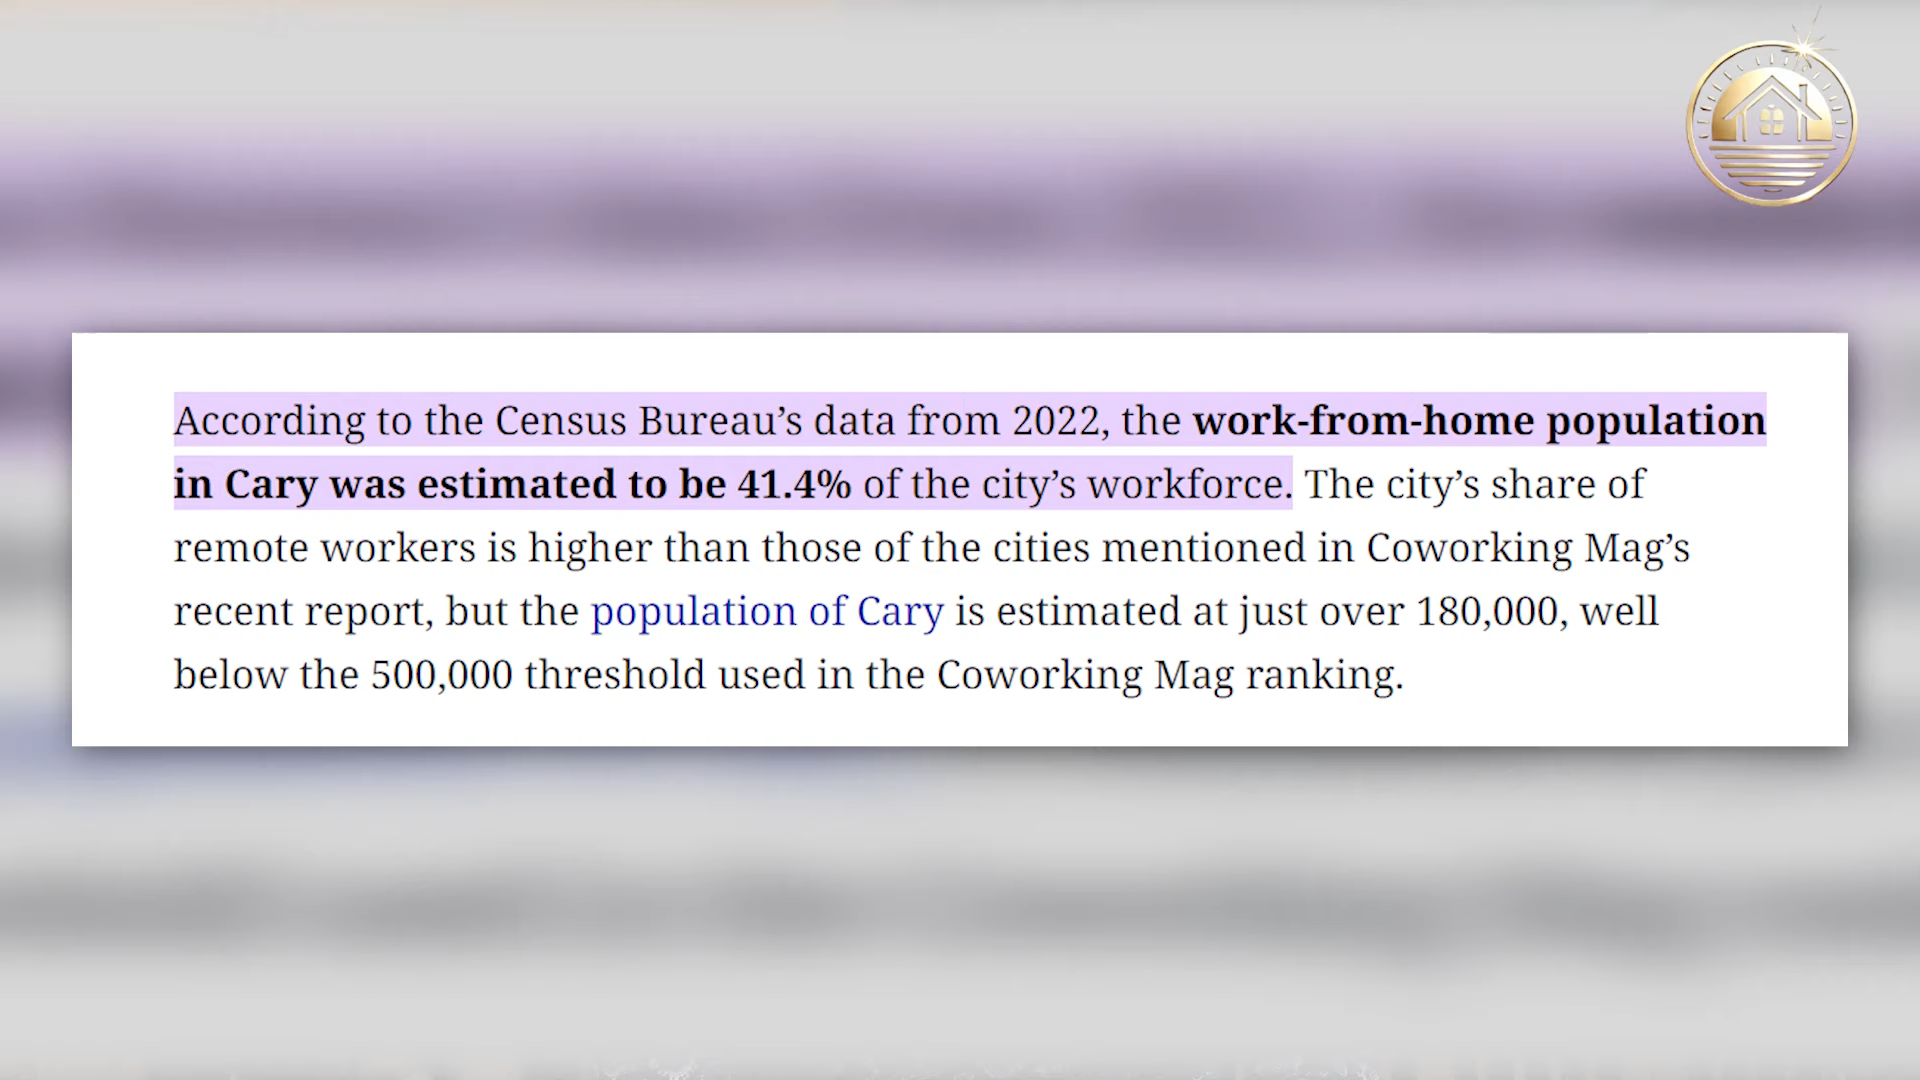 According to the Census Bureau’s data from 2022, the work-from-home population
in Cary was estimated to be 41.4% of the city’s workforce. The city’s share of
remote workers is higher than those of the cities mentioned in Coworking Mag’s
recent report, but the population of Cary is estimated at just over 180,000, well
below the 500,000 threshold used in the Coworking Mag ranking.